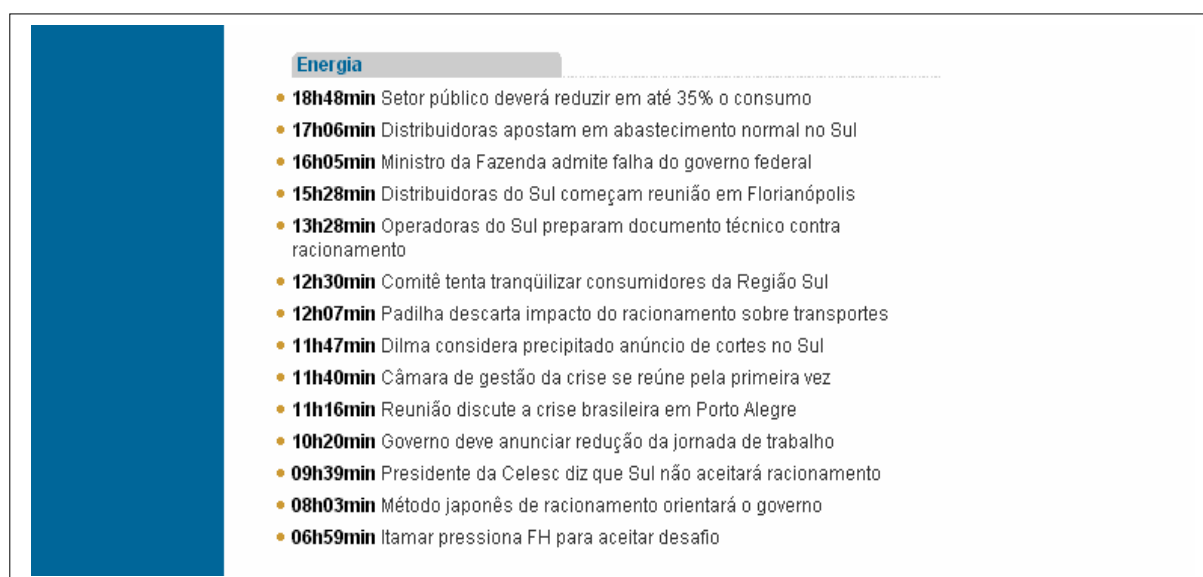 Energia
18h48min Setor público deverá reduzir em até 35% o consumo
17h06min Distribuidoras apostam em abastecimento normal no Sul
16h05min Ministro da Fazenda admite falha do governo federal
15h28min Distribuidoras do Sul começam reunião em Florianópolis
13h28min Operadoras do Sul preparam documento técnico contra
racionamento
12h30min Comitê tenta tranqüilizar consumidores da Região Sul
12h07min Padilha descarta impacto do racionamento sobre transportes
11h47min Dilma considera precipitado anúncio de cortes no Sul
11h40min Câmara de gestão da crise se reúne pela primeira vez
11h16min Reunião discute a crise brasileira em Porto Alegre
10h20min Governo deve anunciar redução da jornada de trabalho
09h39min Presidente da Celesc diz que Sul não aceitará racionamento
08h03min Método japonês de racionamento orientará o governo
06h59min Itamar pressiona FH para aceitar desafio